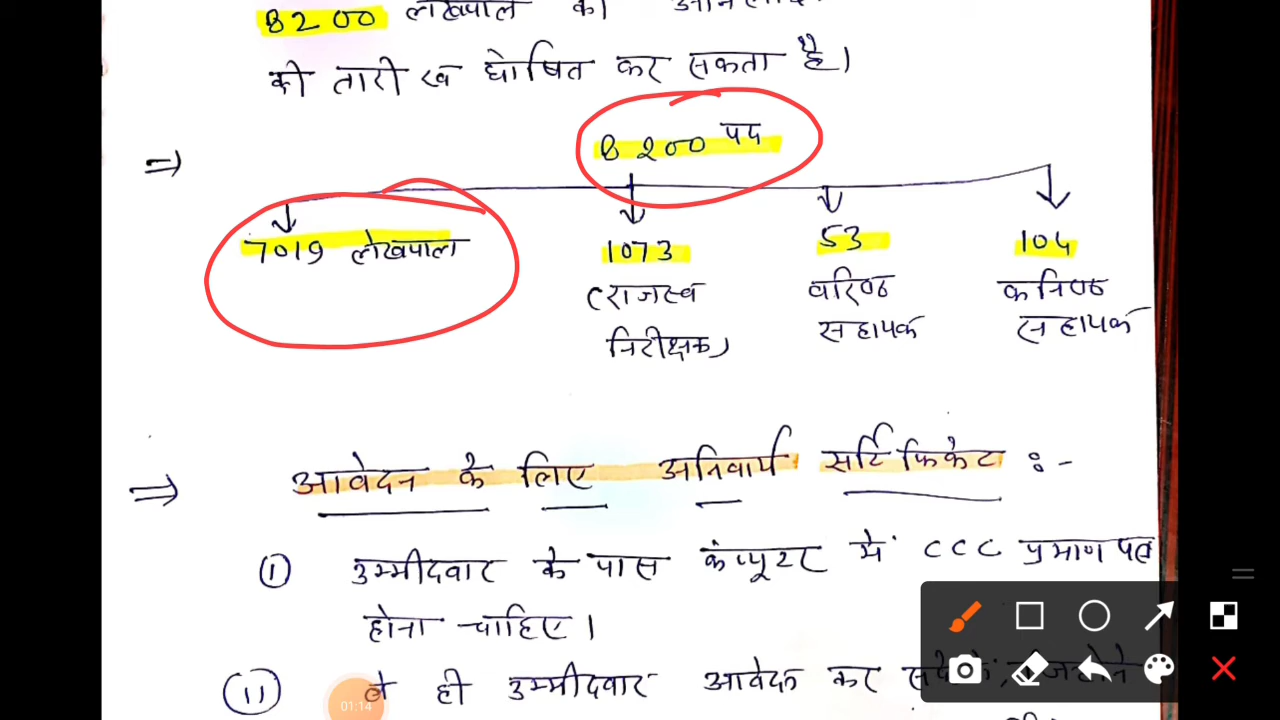 8200 लेखपाल
की तारीख घोषित कर सकता है।
⇒ 8200 पद
7019 लेखपाल 1073 53 104
(राजस्व वरिष्ठ कनिष्ठ
निरीक्षक) सहायक सहायक
⇒ आवेदन के लिए अनिवार्य सर्टिफिकेट :-
(i) उम्मीदवार के पास कंप्यूटर में CCC प्रमाण पत्र
होना चाहिए।
(ii) वे ही उम्मीदवार आवेदक कर
01:14